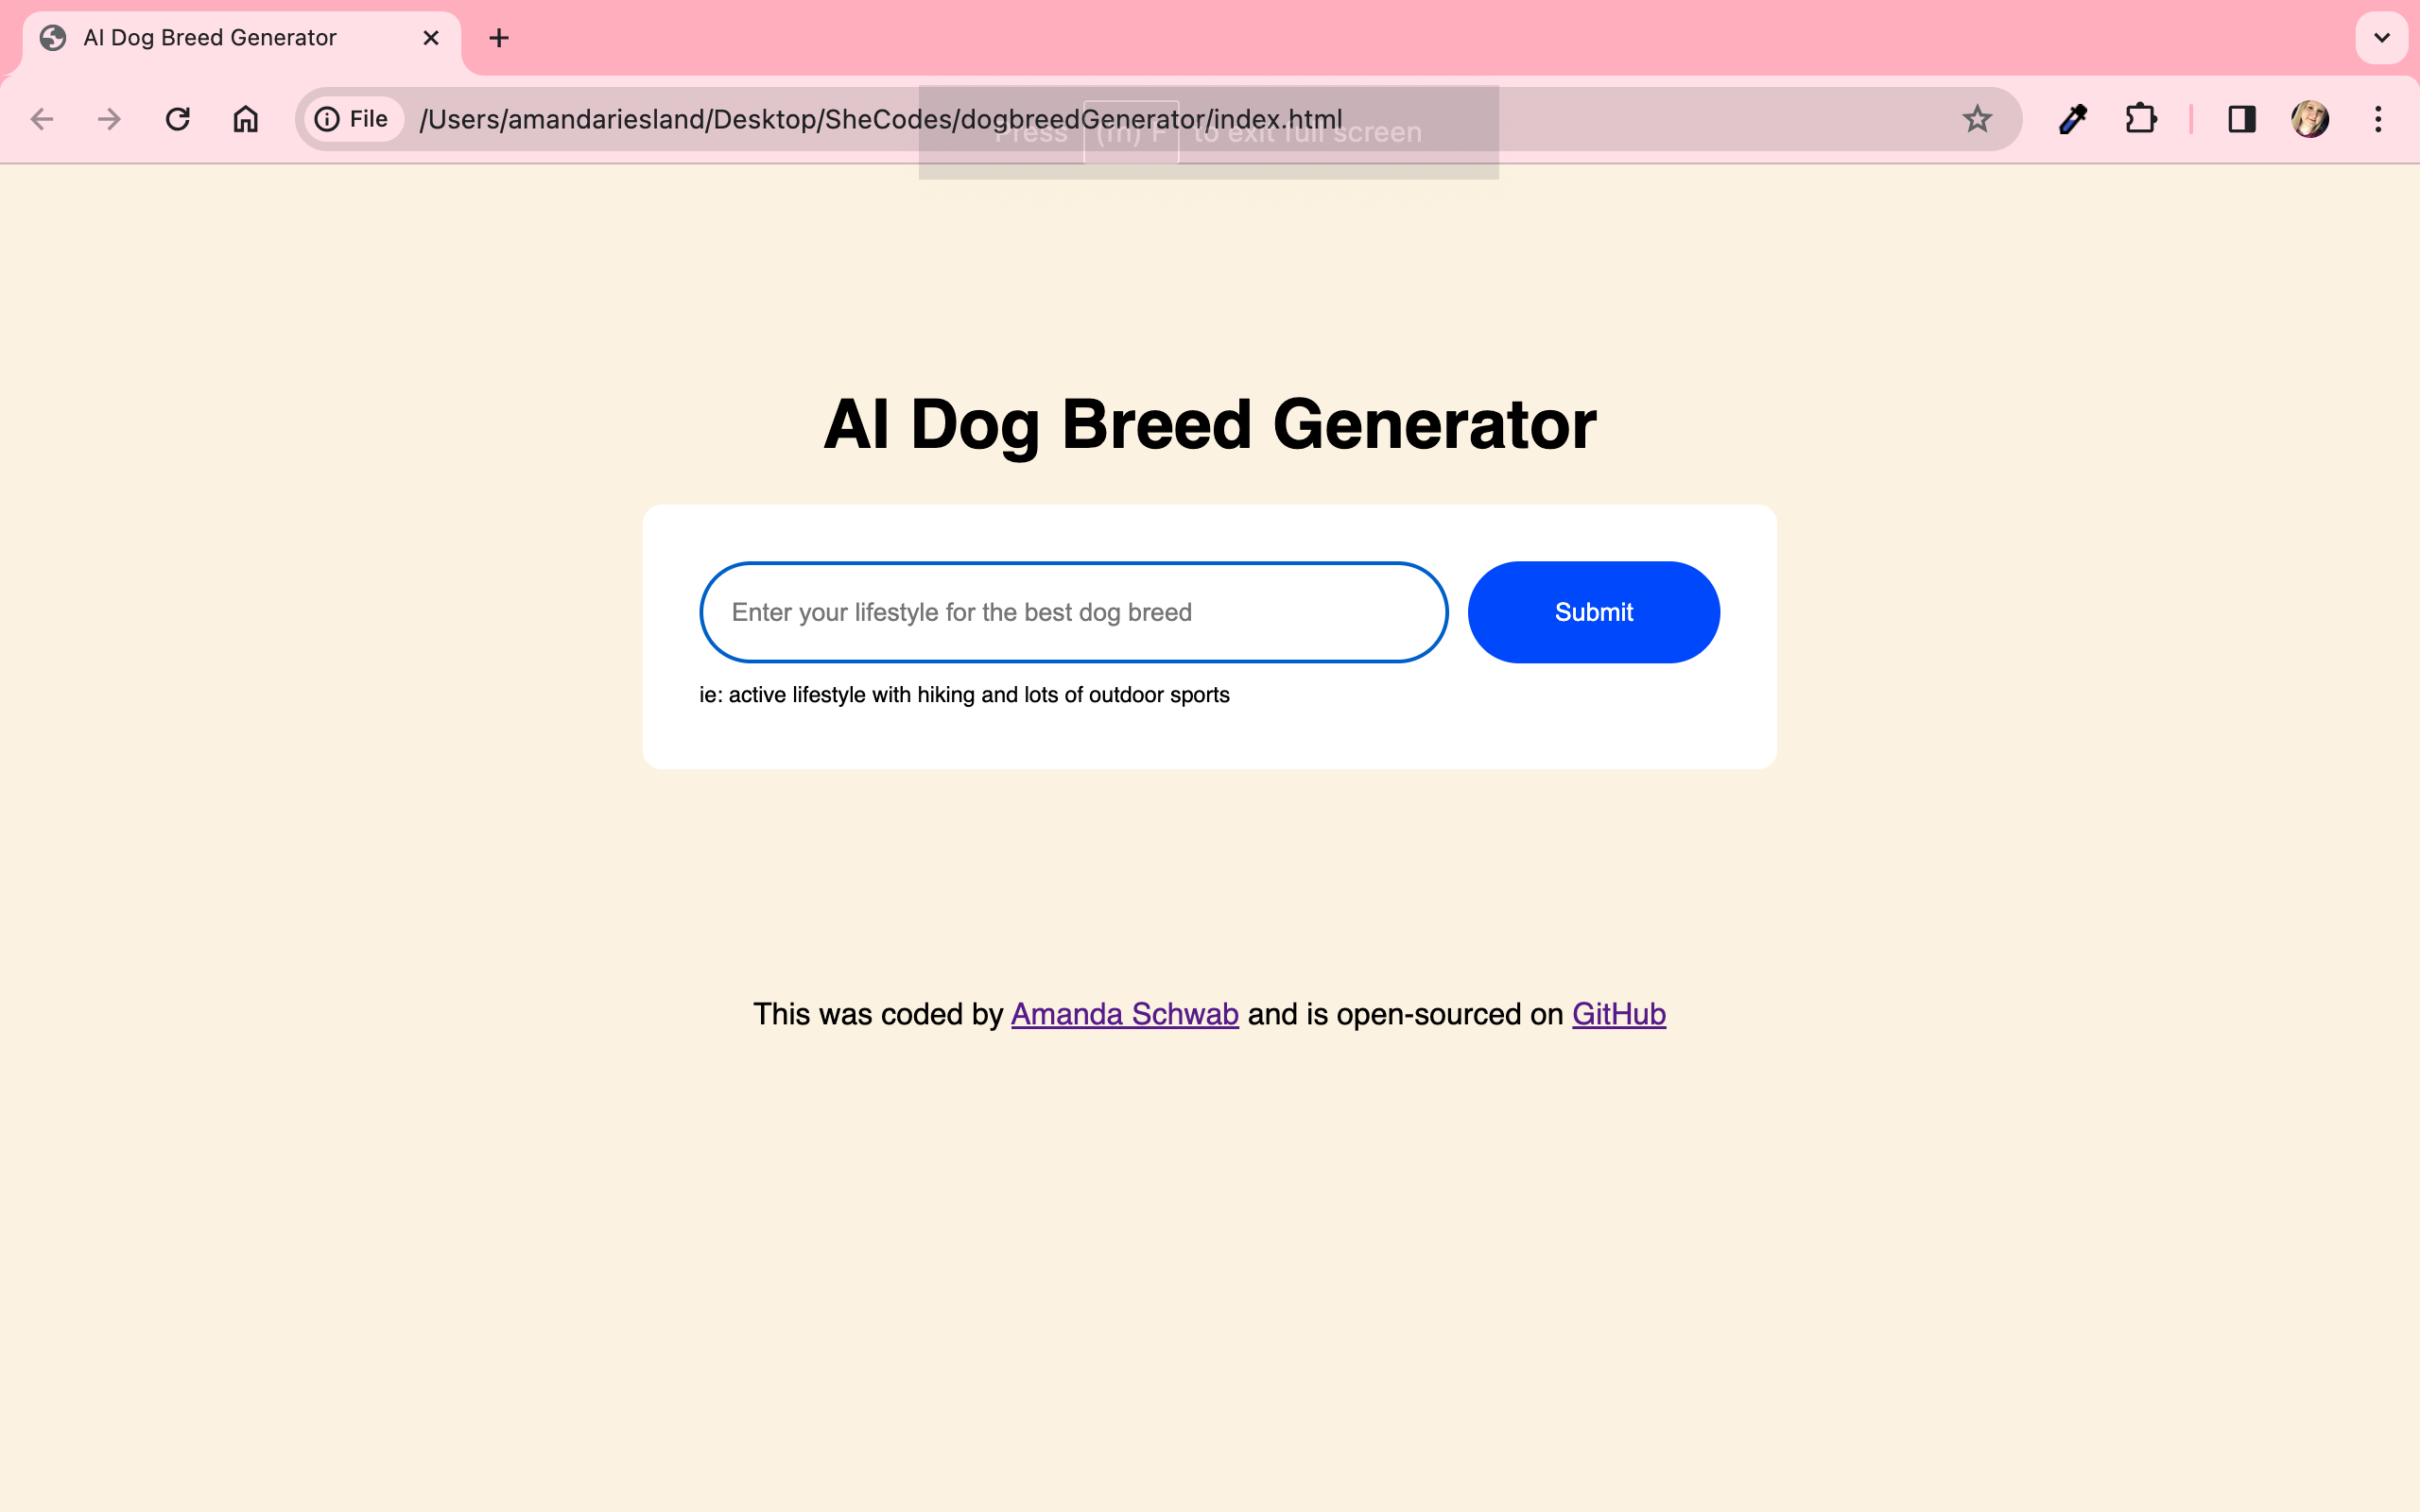 AI Dog Breed Generator
File
/Users/amandariesland/Desktop/SheCodes/dogbreedGenerator/index.html
Press (m) F to exit full screen
AI Dog Breed Generator
Enter your lifestyle for the best dog breed
Submit
ie: active lifestyle with hiking and lots of outdoor sports
This was coded by Amanda Schwab and is open-sourced on GitHub